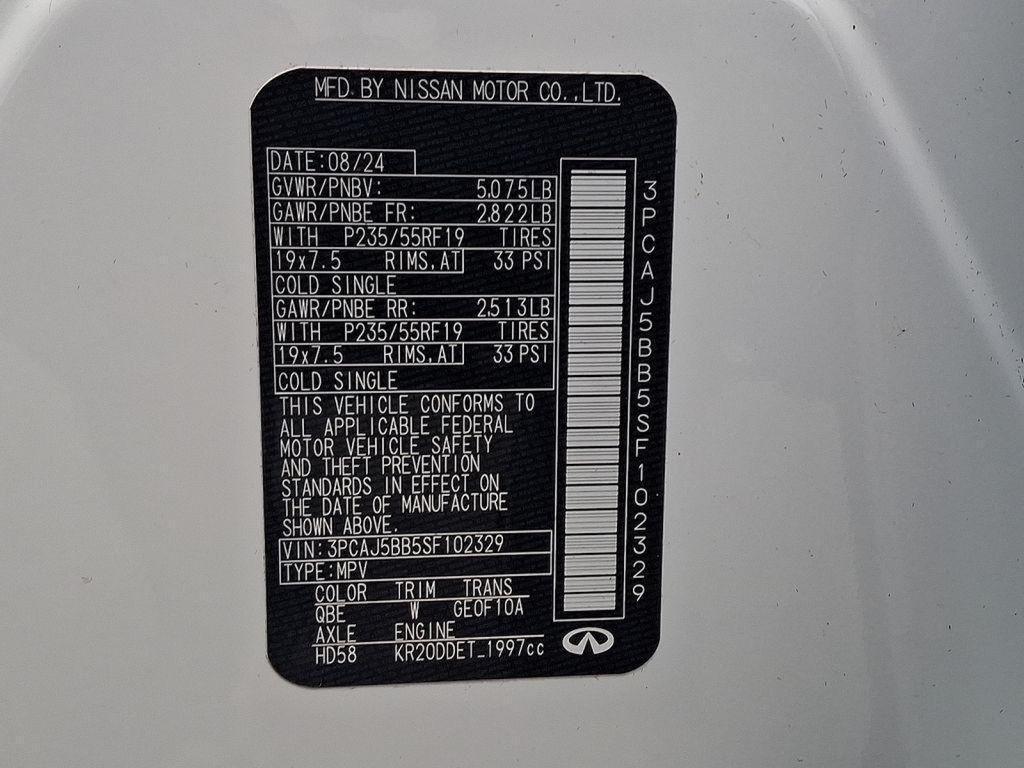 MFD. BY NISSAN MOTOR CO.,LTD.
DATE:08/24
GVWR/PNBV: 5.075LB
GAWR/PNBE FR: 2.822LB
WITH P235/55RF19 TIRES
19x7.5 RIMS,AT 33 PSI
COLD SINGLE
GAWR/PNBE RR: 2.513LB
WITH P235/55RF19 TIRES
19x7.5 RIMS,AT 33 PSI
COLD SINGLE
THIS VEHICLE CONFORMS TO
ALL APPLICABLE FEDERAL
MOTOR VEHICLE SAFETY
AND THEFT PREVENTION
STANDARDS IN EFFECT ON
THE DATE OF MANUFACTURE
SHOWN ABOVE.
VIN:3PCAJ5BB5SF102329
TYPE:MPV
COLOR TRIM TRANS
QBE W GE0F10A
AXLE ENGINE
HD58 KR20DDET_1997cc
3PCAJ5BB5SF102329